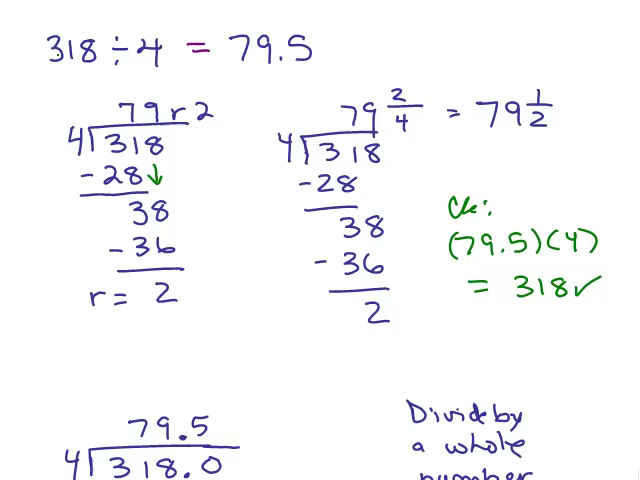 318 ÷ 4 = 79.5
79 r 2
4 318
- 28 ↓
38
- 36
r = 2
79 2/4 = 79 1/2
4 318
- 28
38
- 36
2
Ck:
(79.5)(4)
= 318 ✓
79.5
4 318.0
Divide by
a whole
number